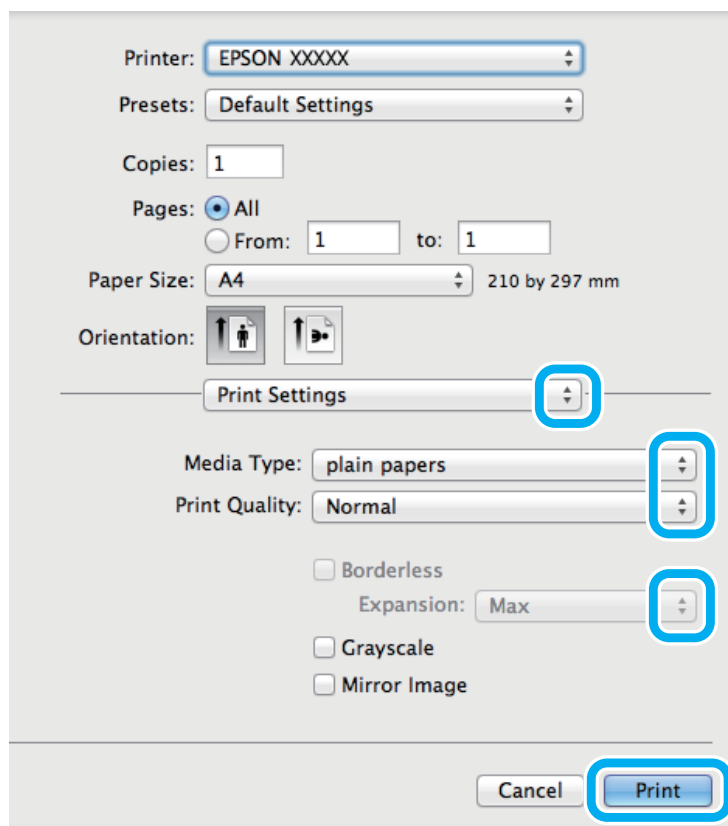 Printer: EPSON XXXXX
Presets: Default Settings
Copies: 1
Pages: All
From: 1 to: 1
Paper Size: A4 210 by 297 mm
Orientation:
Print Settings
Media Type: plain papers
Print Quality: Normal
Borderless
Expansion: Max
Grayscale
Mirror Image
Cancel Print